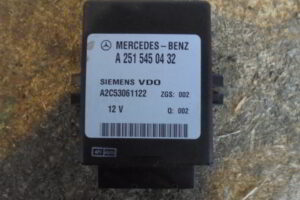 MERCEDES-BENZ
A 251 545 04 32
SIEMENS VDO
A2C53061122 ZGS: 002
12 V Q: 002